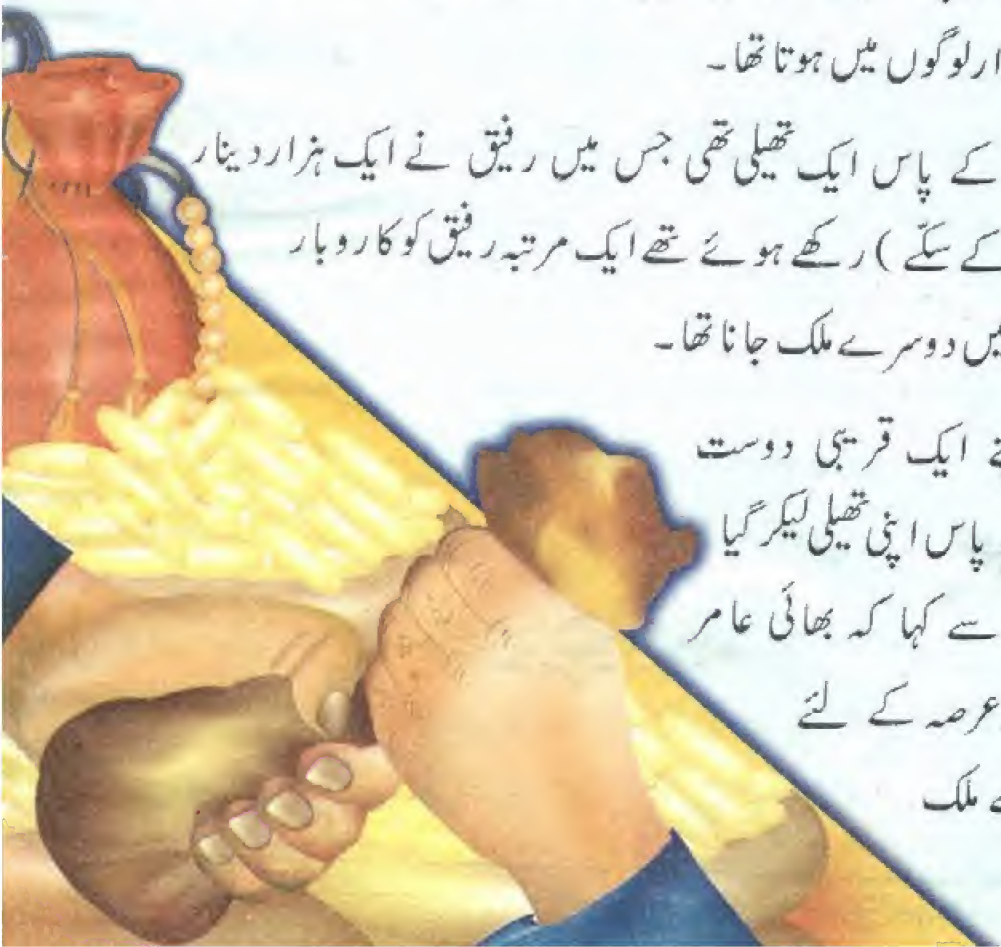 ار لوگوں میں ہوتا تھا۔
کے پاس ایک تھیلی تھی جس میں رفیق نے ایک ہزار دینار
کے سکّے ) رکھے ہوئے تھے ایک مرتبہ رفیق کو کاروبار
دوسرے ملک جانا تھا۔
ایک قریبی دوست
پاس اپنی تھیلی لیکر گیا
سے کہا کہ بھائی عامر
عرصہ کے لئے
ملک